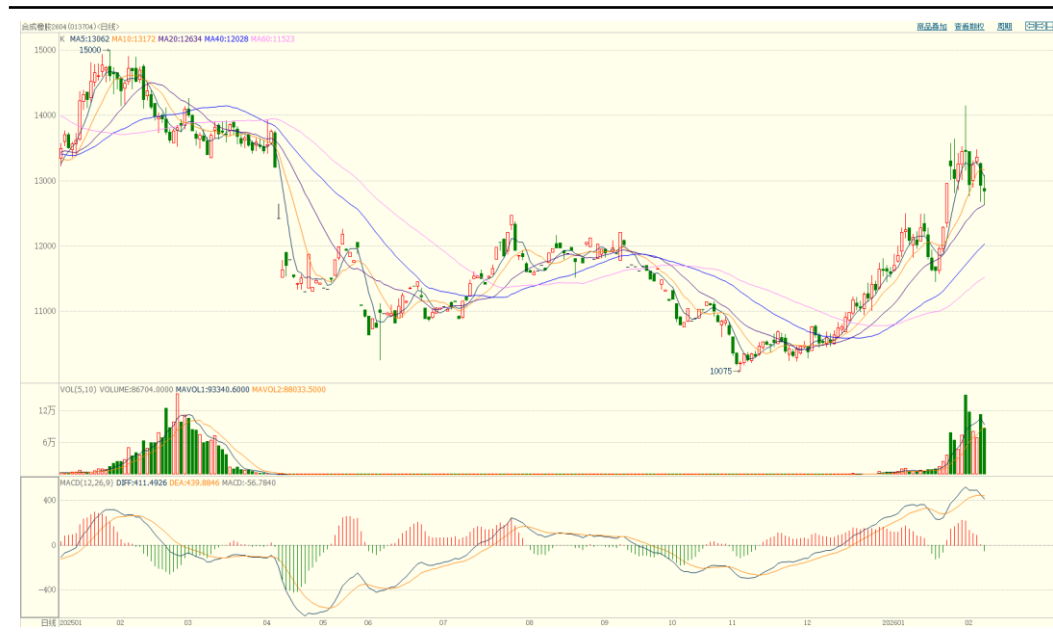 合成橡胶2604(013704)<日线>
商品叠加 查看期权 周期
K MA5:13062 MA10:13172 MA20:12634 MA40:12028 MA60:11523
15000
15000→
14000
13000
12000
11000
10075→
VOL(5,10) VOLUME:86704.0000 MAVOL1:93340.6000 MAVOL2:88033.5000
12万
6万
MACD(12,26,9) DIFF:411.4926 DEA:439.8846 MACD:-56.7840
400
0
-400
日线 202501 02 03 04 05 06 07 08 09 10 11 12 202601 02